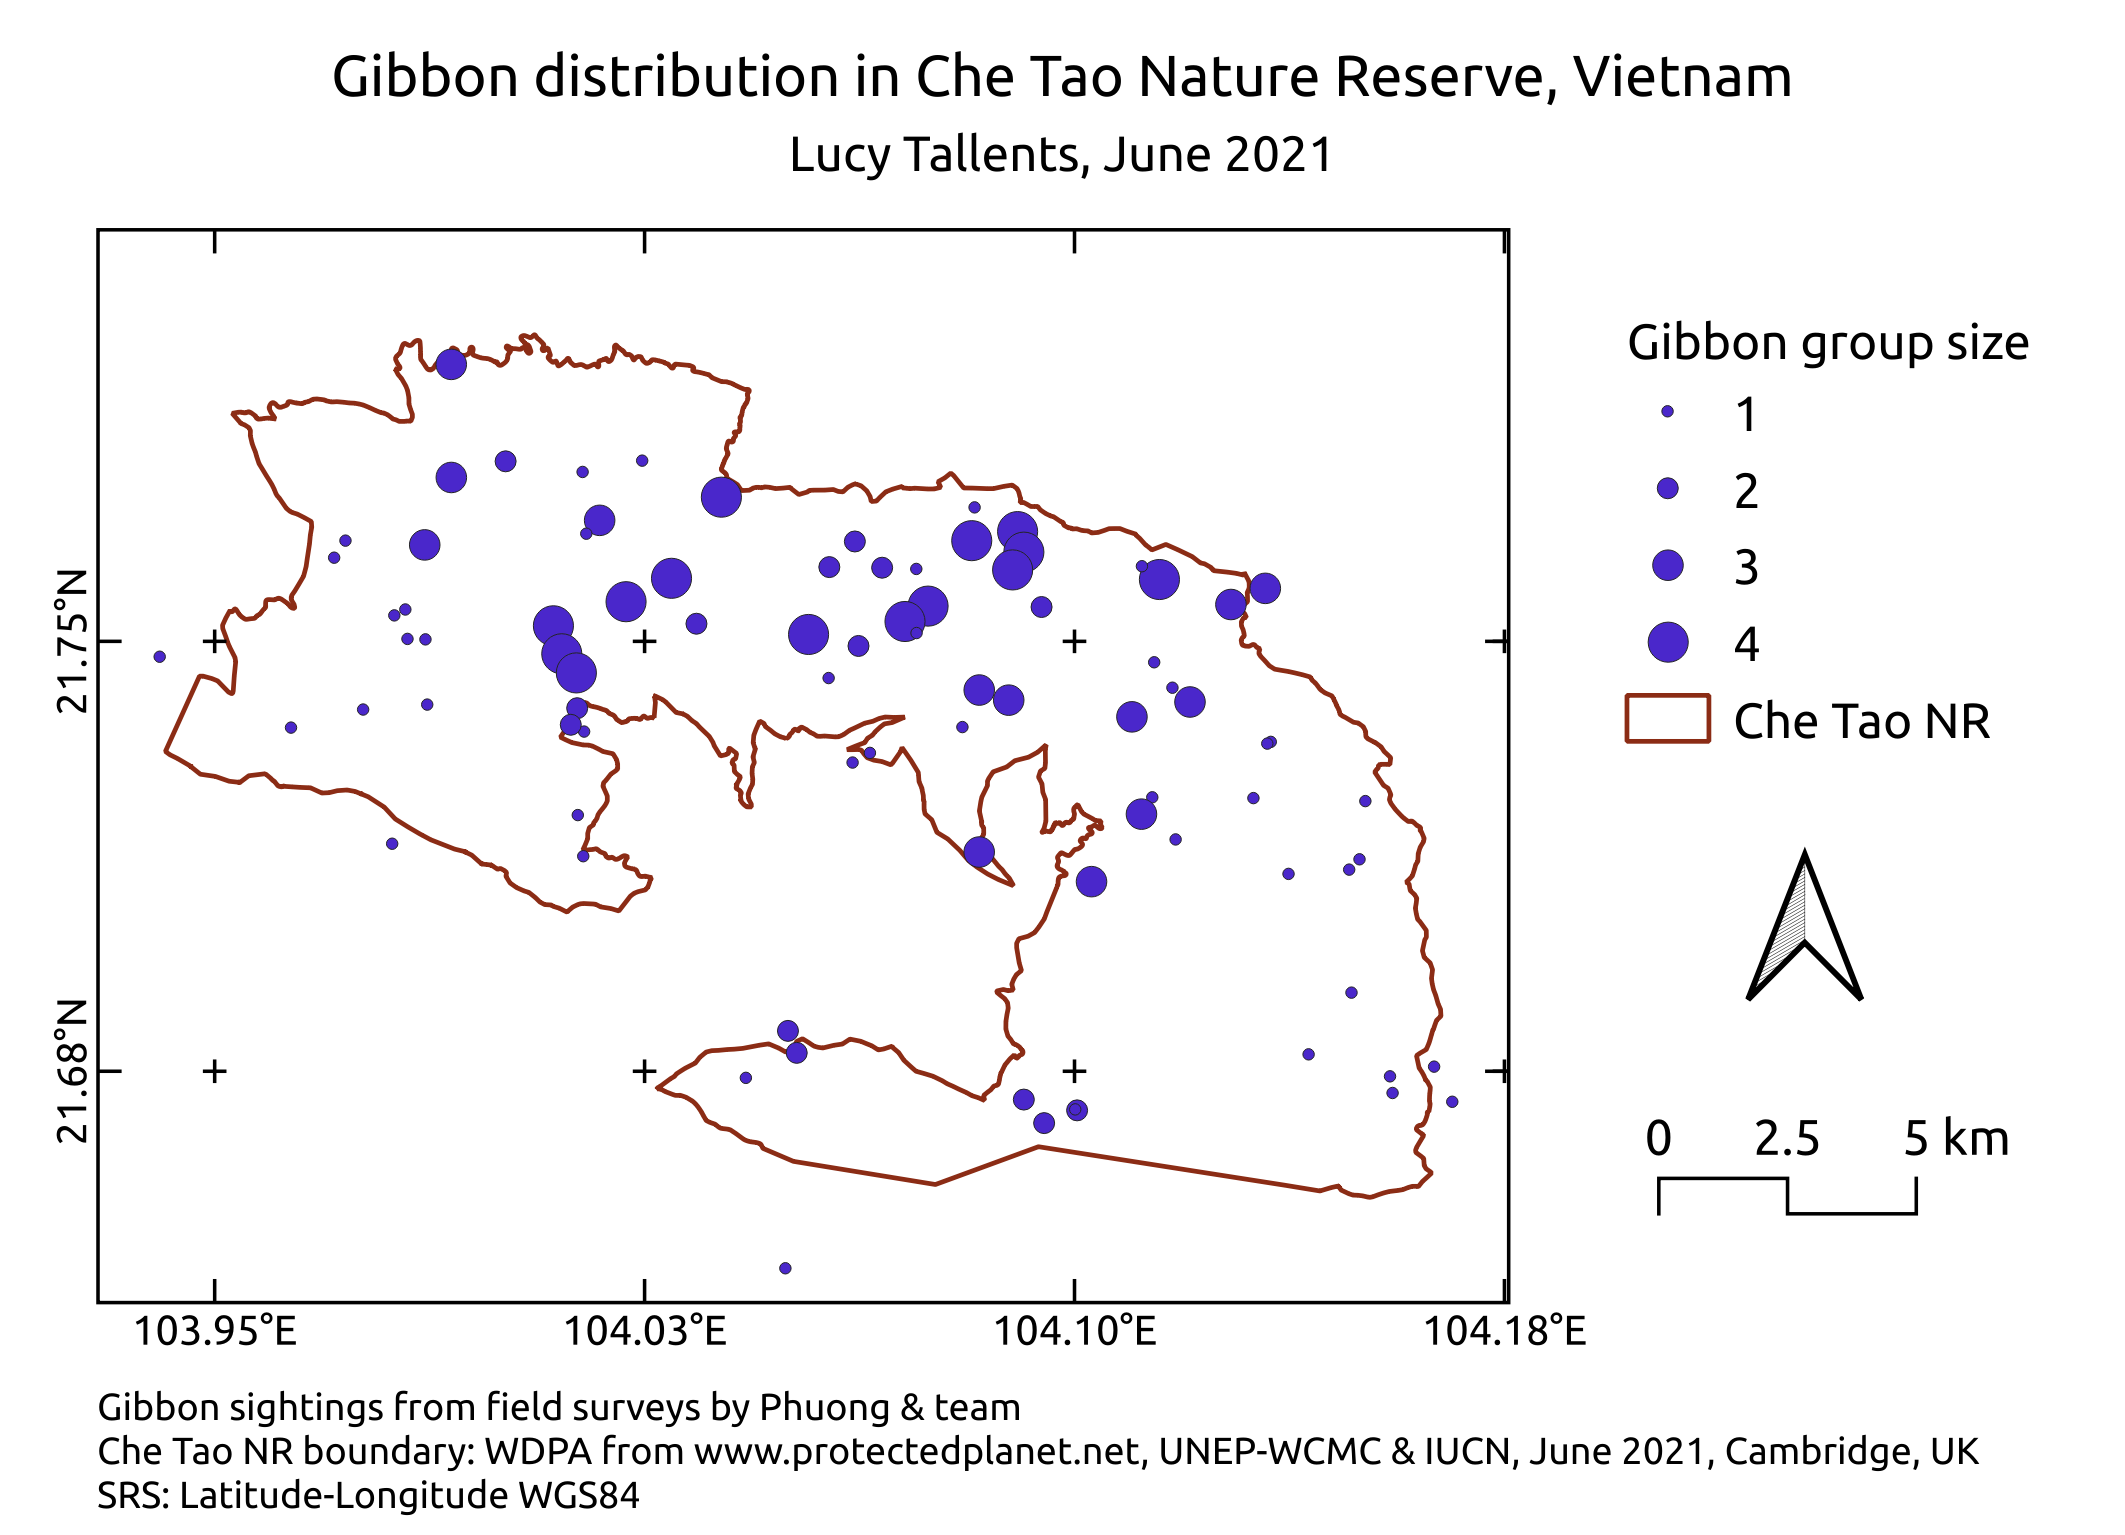 Gibbon distribution in Che Tao Nature Reserve, Vietnam
Lucy Tallents, June 2021
Gibbon group size
1
2
3
4
Che Tao NR
21.75°N
21.68°N
0 2.5 5 km
103.95°E 104.03°E 104.10°E 104.18°E
Gibbon sightings from field surveys by Phuong & team
Che Tao NR boundary: WDPA from www.protectedplanet.net, UNEP-WCMC & IUCN, June 2021, Cambridge, UK
SRS: Latitude-Longitude WGS84